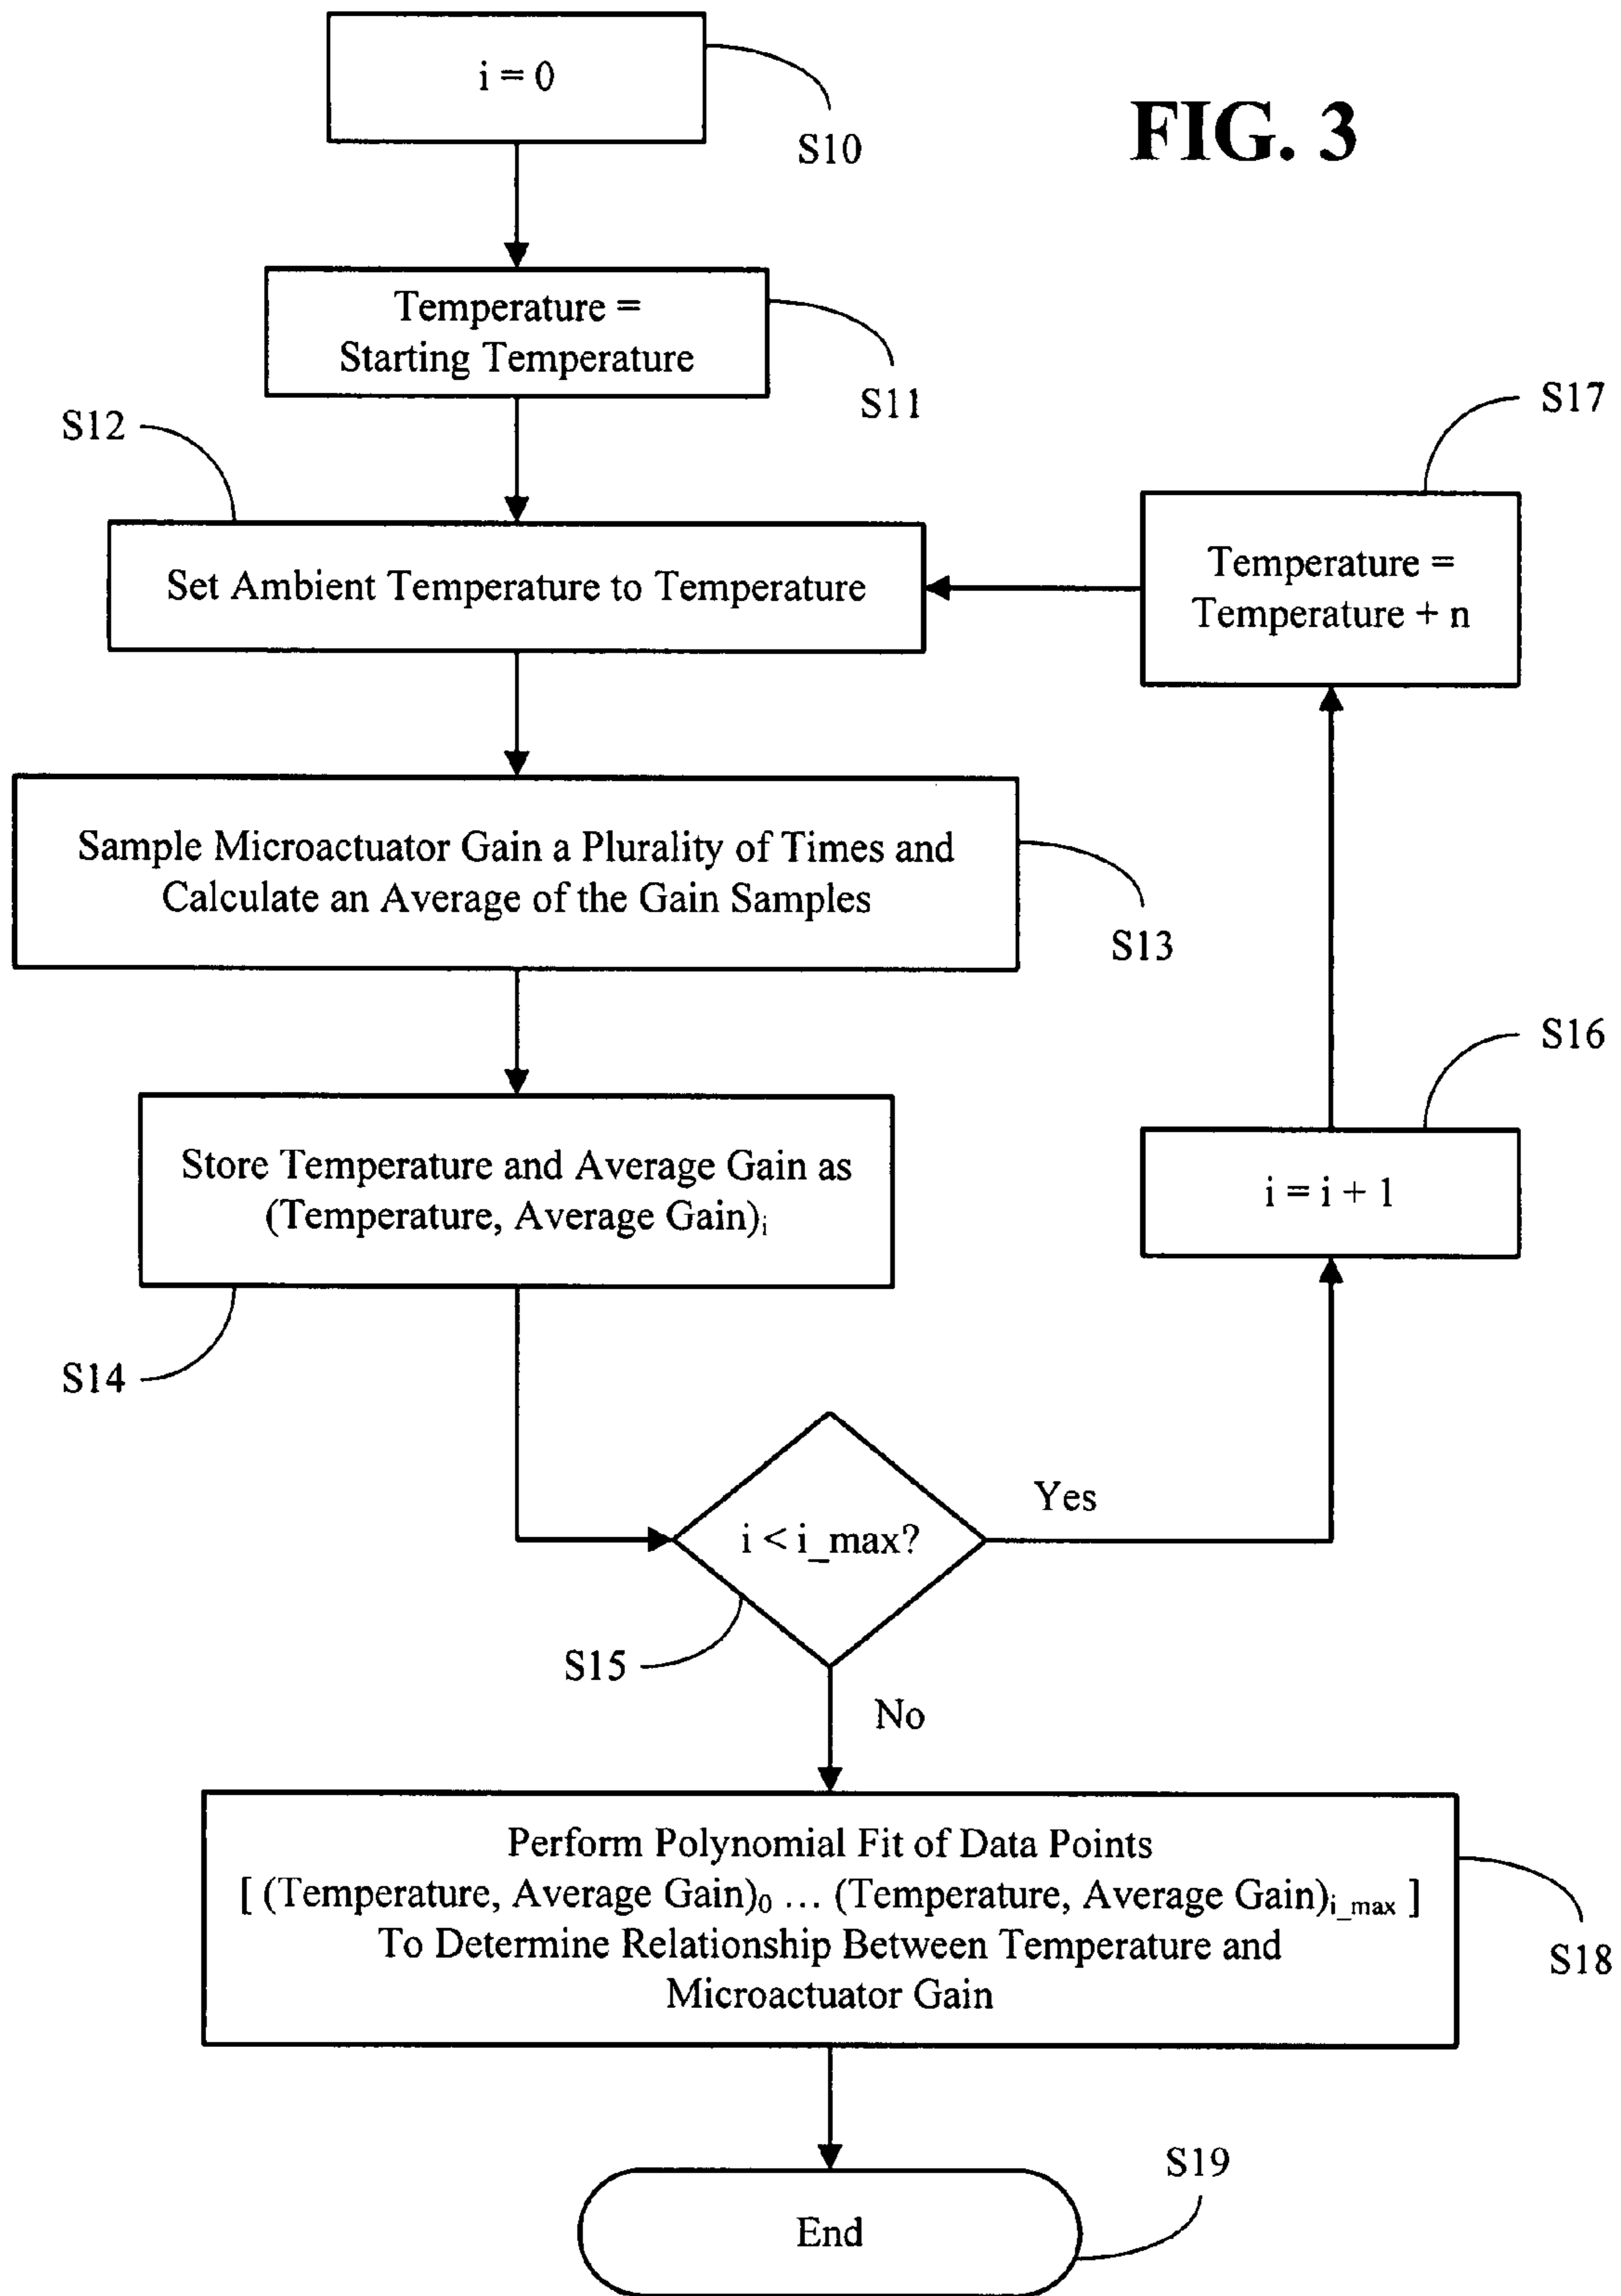 FIG. 3
i = 0
S10
Temperature =
Starting Temperature
S11
S12
Set Ambient Temperature to Temperature
S17
Temperature =
Temperature + n
Sample Microactuator Gain a Plurality of Times and
Calculate an Average of the Gain Samples
S13
Store Temperature and Average Gain as
(Temperature, Average Gain)i
S14
S16
i = i + 1
i < i_max?
Yes
S15
No
Perform Polynomial Fit of Data Points
[ (Temperature, Average Gain)0 ... (Temperature, Average Gain)i_max ]
To Determine Relationship Between Temperature and
Microactuator Gain
S18
S19
End